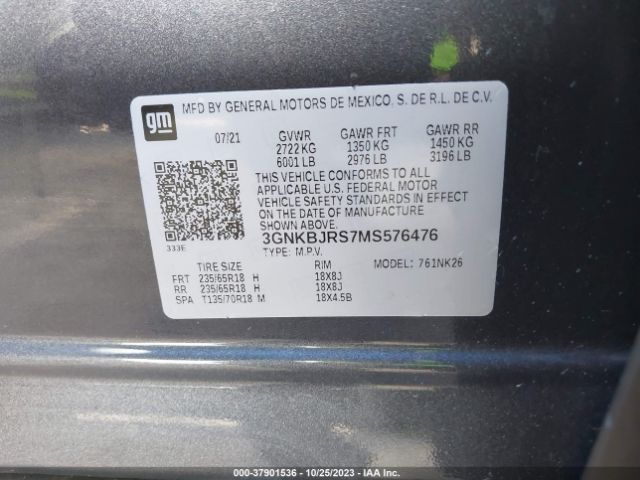 MFD BY GENERAL MOTORS DE MEXICO, S. DE R.L. DE C.V.
gm
07/21 GVWR GAWR FRT GAWR RR
2722 KG 1350 KG 1450 KG
6001 LB 2976 LB 3196 LB
THIS VEHICLE CONFORMS TO ALL
APPLICABLE U.S. FEDERAL MOTOR
VEHICLE SAFETY STANDARDS IN EFFECT
ON THE DATE OF MANUFACTURE
SHOWN ABOVE.
333E 3GNKBJRS7MS576476
TYPE: M.P.V.
TIRE SIZE RIM MODEL: 761NK26
FRT 235/65R18 H 18X8J
RR 235/65R18 H 18X8J
SPA T135/70R18 M 18X4.5B
000-37901536 - 10/25/2023 - IAA Inc.